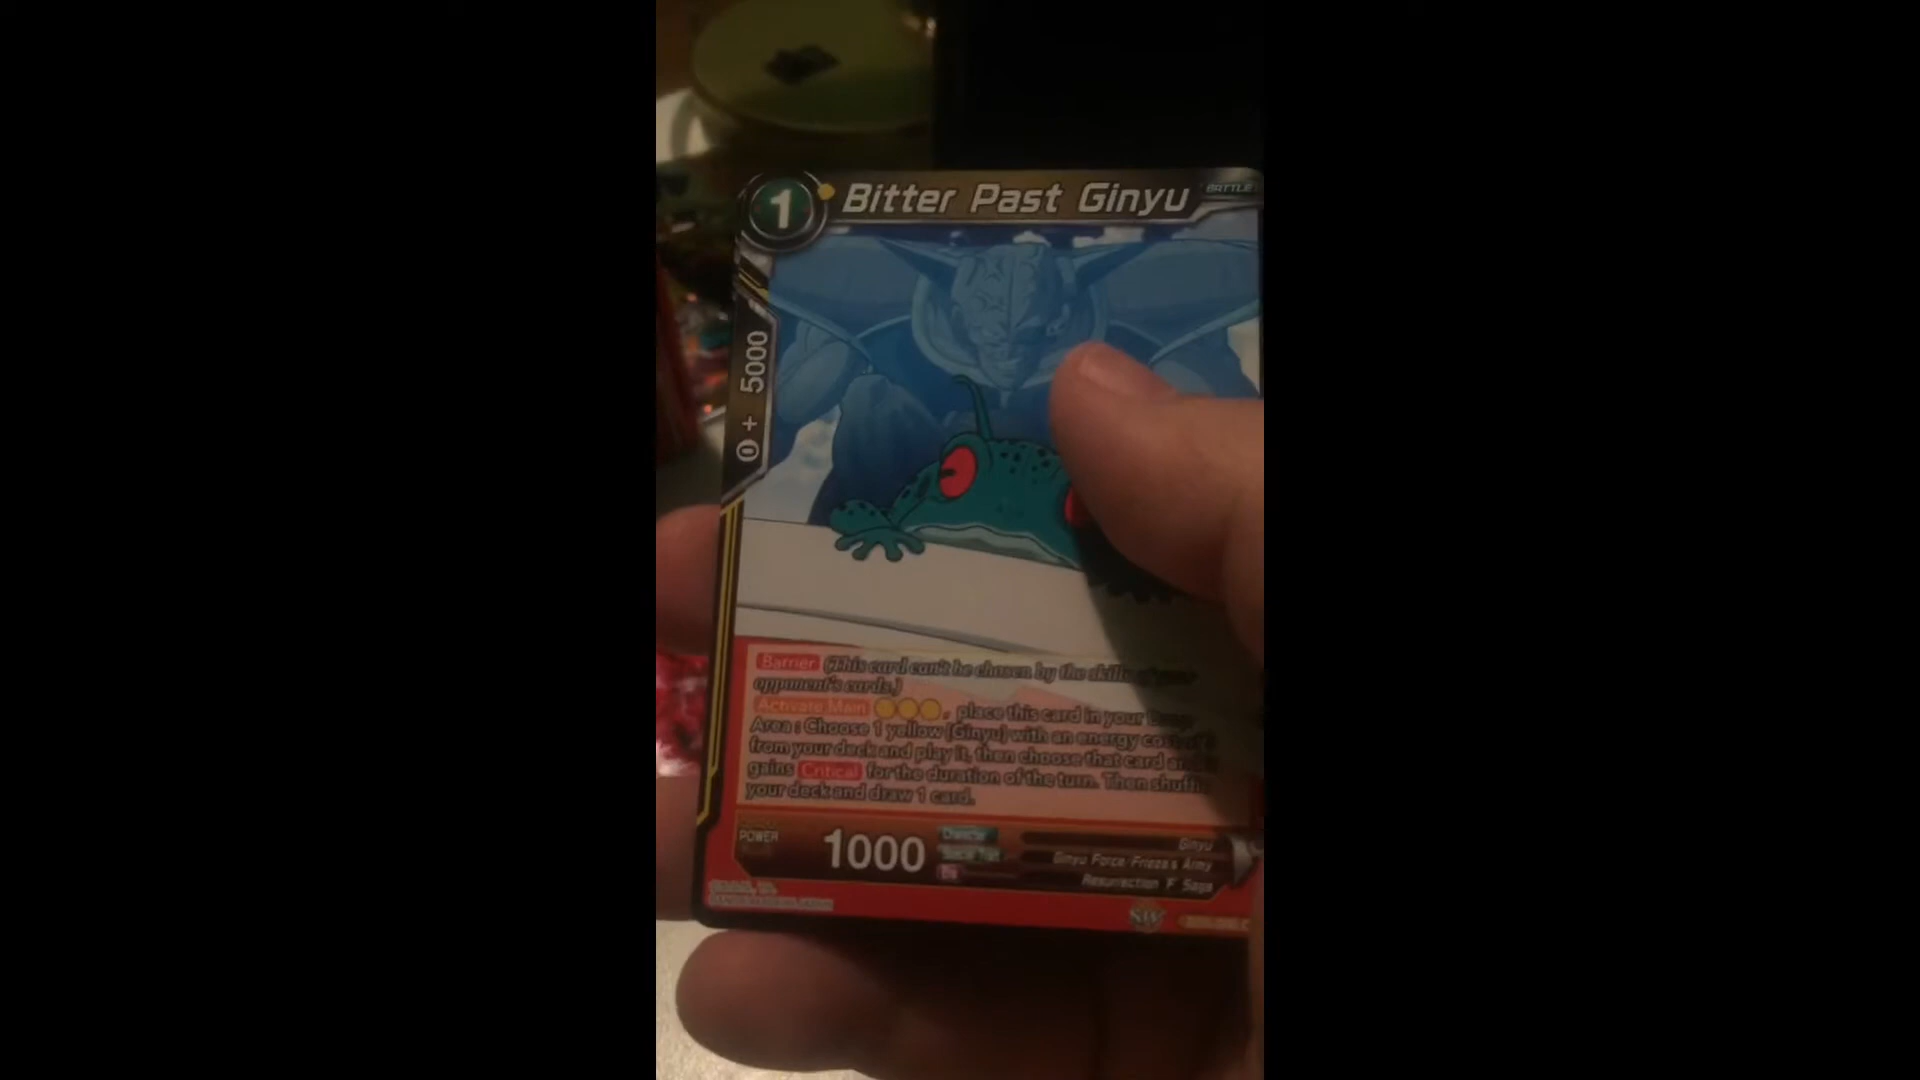 1 Bitter Past Ginyu BATTLE
0 + 5000
Barrier (This card can't be chosen by the skills of your
opponent's cards.)
Activate Main , place this card in your
Area : Choose 1 yellow [Ginyu] with an energy cost of
from your deck and play it, then choose that card and
gains Critical for the duration of the turn. Then shuffle
your deck and draw 1 card.
POWER 1000 Character Ginyu
Special Trait Ginyu Force/Frieza's Army
Resurrection 'F' Saga